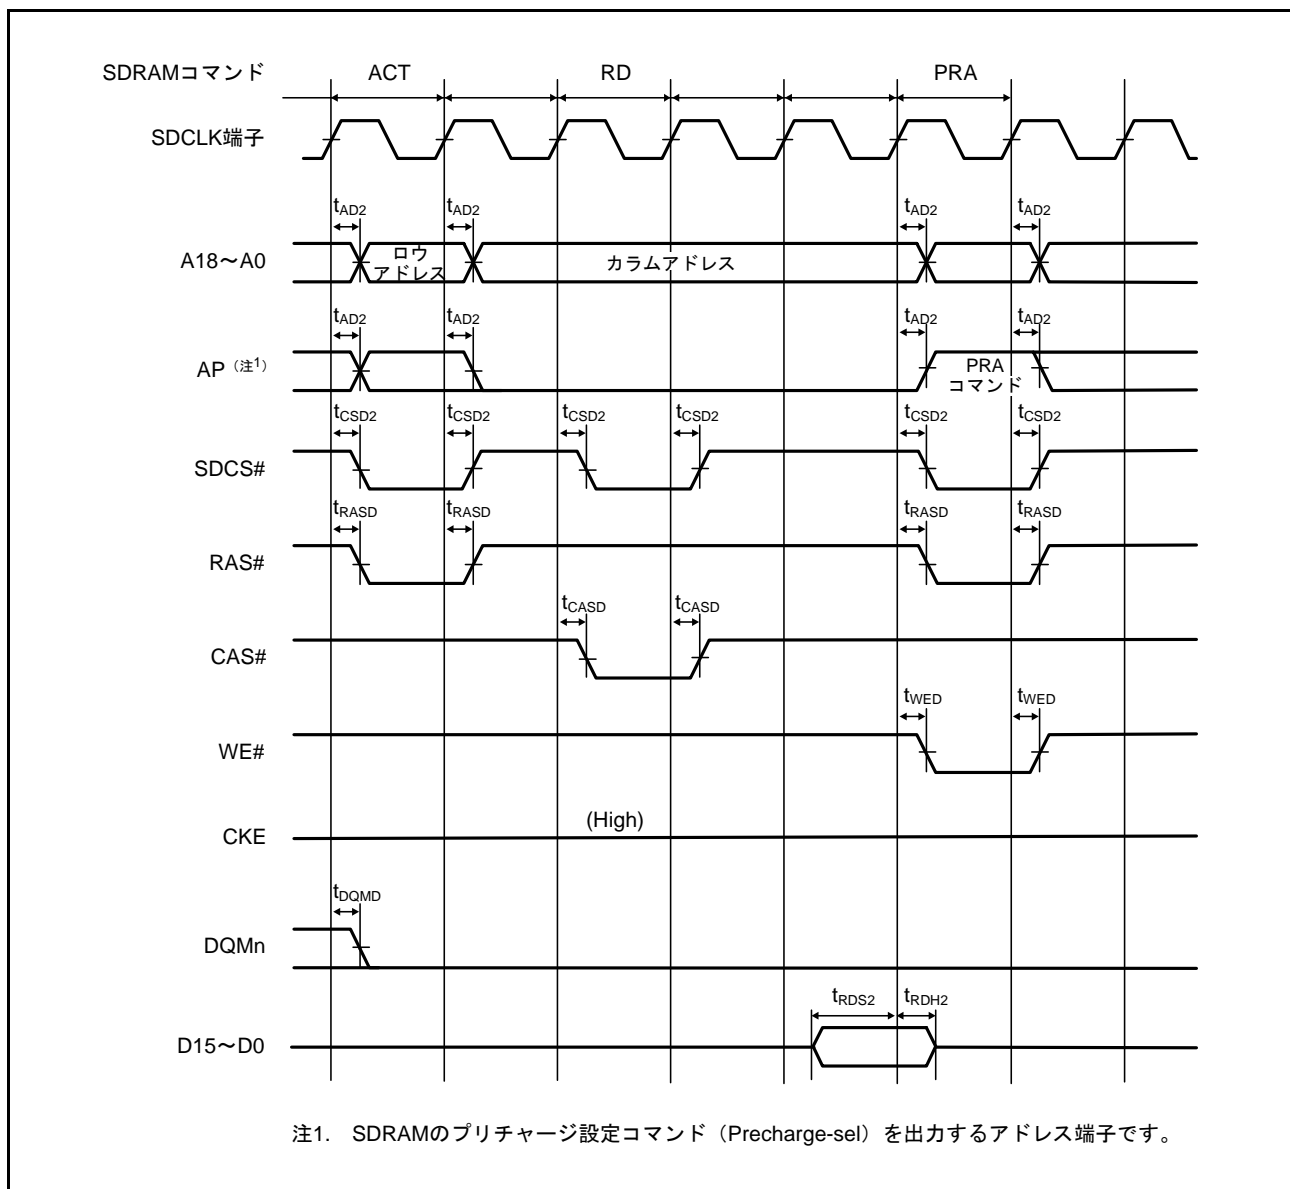 SDRAMコマンド ACT RD PRA
SDCLK端子
tAD2 tAD2 tAD2 tAD2
A18～A0 ロウ
アドレス カラムアドレス
tAD2 tAD2 tAD2 tAD2
AP（注1） PRA
コマンド
tCSD2 tCSD2 tCSD2 tCSD2 tCSD2 tCSD2
SDCS#
tRASD tRASD tRASD tRASD
RAS#
tCASD tCASD
CAS#
tWED tWED
WE#
(High)
CKE
tDQMD
DQMn
tRDS2 tRDH2
D15～D0
注1. SDRAMのプリチャージ設定コマンド（Precharge-sel）を出力するアドレス端子です。